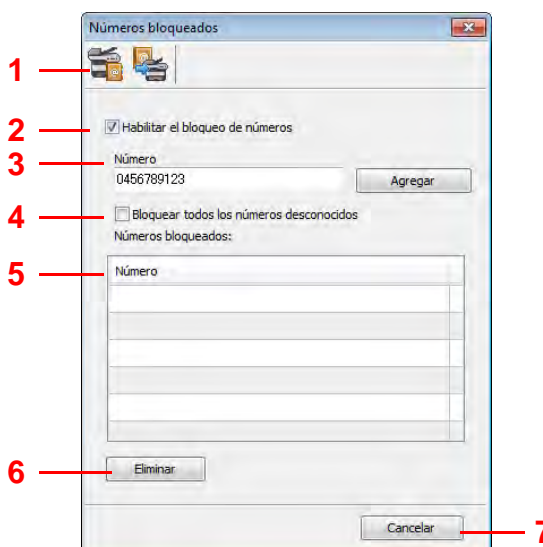 Números bloqueados
1
2 Habilitar el bloqueo de números
3 Número
0456789123 Agregar
4 Bloquear todos los números desconocidos
Números bloqueados:
5 Número
6 Eliminar
Cancelar 7